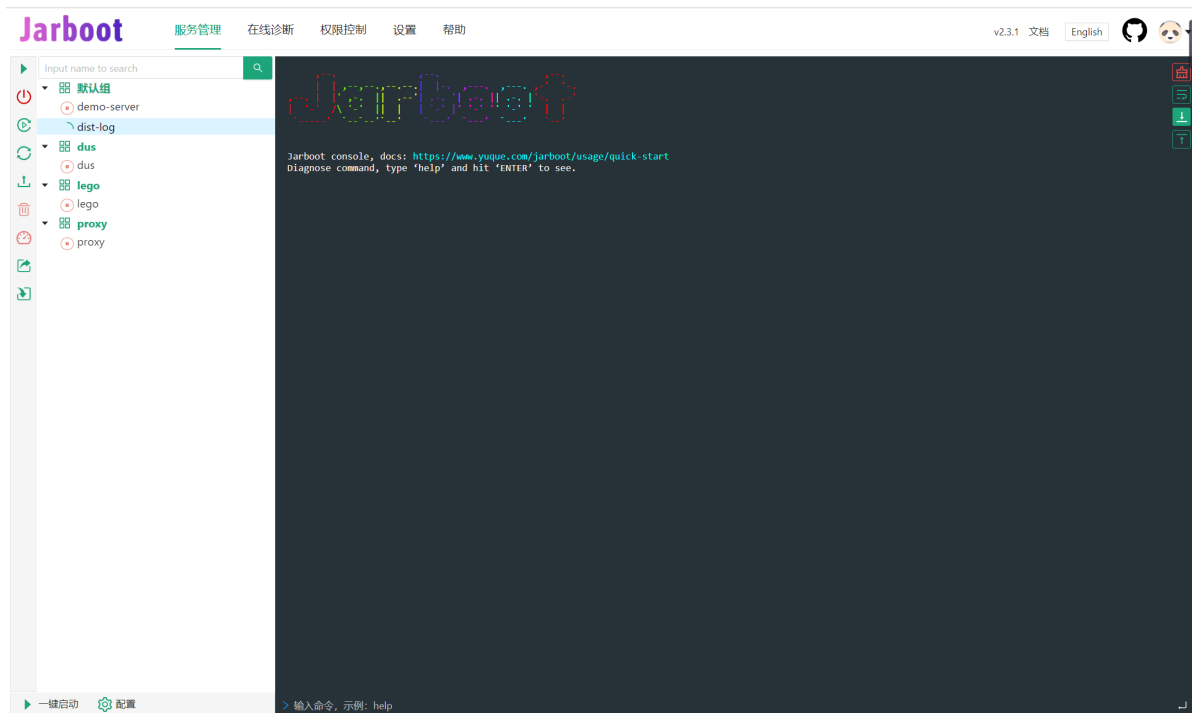 Jarboot 服务管理 在线诊断 权限控制 设置 帮助 v2.3.1 文档 English
Input name to search
默认组
demo-server
dist-log
dus
dus
lego
lego
proxy
proxy
Jarboot
Jarboot console, docs: https://www.yuque.com/jarboot/usage/quick-start
Diagnose command, type ‘help’ and hit ‘ENTER’ to see.
一键启动 配置
输入命令，示例：help